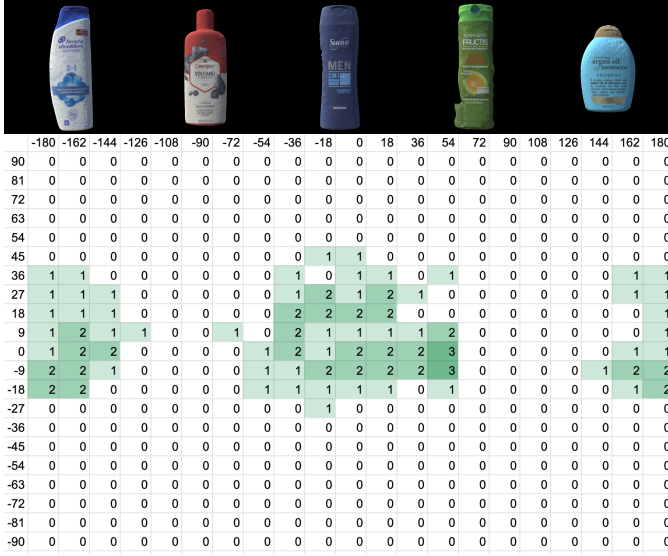 head & shoulders
2in1
Old Spice
VOLCANO
Suave
MEN
2 IN 1
GARNIER
FRUCTIS
argan oil
of morocco
SHAMPOO
-180 -162 -144 -126 -108 -90 -72 -54 -36 -18 0 18 36 54 72 90 108 126 144 162 180
90 0 0 0 0 0 0 0 0 0 0 0 0 0 0 0 0 0 0 0 0 0
81 0 0 0 0 0 0 0 0 0 0 0 0 0 0 0 0 0 0 0 0 0
72 0 0 0 0 0 0 0 0 0 0 0 0 0 0 0 0 0 0 0 0 0
63 0 0 0 0 0 0 0 0 0 0 0 0 0 0 0 0 0 0 0 0 0
54 0 0 0 0 0 0 0 0 0 0 0 0 0 0 0 0 0 0 0 0 0
45 0 0 0 0 0 0 0 0 0 1 1 0 0 0 0 0 0 0 0 0 0
36 1 1 0 0 0 0 0 0 1 0 1 1 0 1 0 0 0 0 0 1 1
27 1 1 1 0 0 0 0 0 1 2 1 2 1 0 0 0 0 0 0 1 1
18 1 1 1 0 0 0 0 0 2 2 2 2 0 0 0 0 0 0 0 0 1
9 1 2 1 1 0 0 1 0 2 1 1 1 1 2 0 0 0 0 0 0 1
0 1 2 2 0 0 0 0 1 2 1 2 2 2 3 0 0 0 0 0 1 1
-9 2 2 1 0 0 0 0 1 1 2 2 2 2 3 0 0 0 0 1 2 2
-18 2 2 0 0 0 0 0 1 1 1 1 1 0 1 0 0 0 0 0 1 2
-27 0 0 0 0 0 0 0 0 0 1 0 0 0 0 0 0 0 0 0 0 0
-36 0 0 0 0 0 0 0 0 0 0 0 0 0 0 0 0 0 0 0 0 0
-45 0 0 0 0 0 0 0 0 0 0 0 0 0 0 0 0 0 0 0 0 0
-54 0 0 0 0 0 0 0 0 0 0 0 0 0 0 0 0 0 0 0 0 0
-63 0 0 0 0 0 0 0 0 0 0 0 0 0 0 0 0 0 0 0 0 0
-72 0 0 0 0 0 0 0 0 0 0 0 0 0 0 0 0 0 0 0 0 0
-81 0 0 0 0 0 0 0 0 0 0 0 0 0 0 0 0 0 0 0 0 0
-90 0 0 0 0 0 0 0 0 0 0 0 0 0 0 0 0 0 0 0 0 0